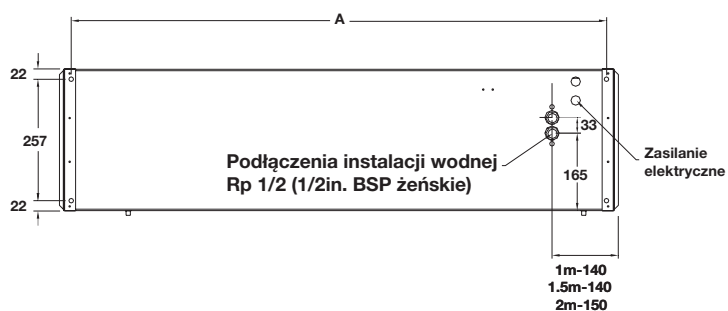 A
22
257
22
33
165
Podłączenia instalacji wodnej
Rp 1/2 (1/2in. BSP żeńskie)
Zasilanie
elektryczne
1m-140
1.5m-140
2m-150